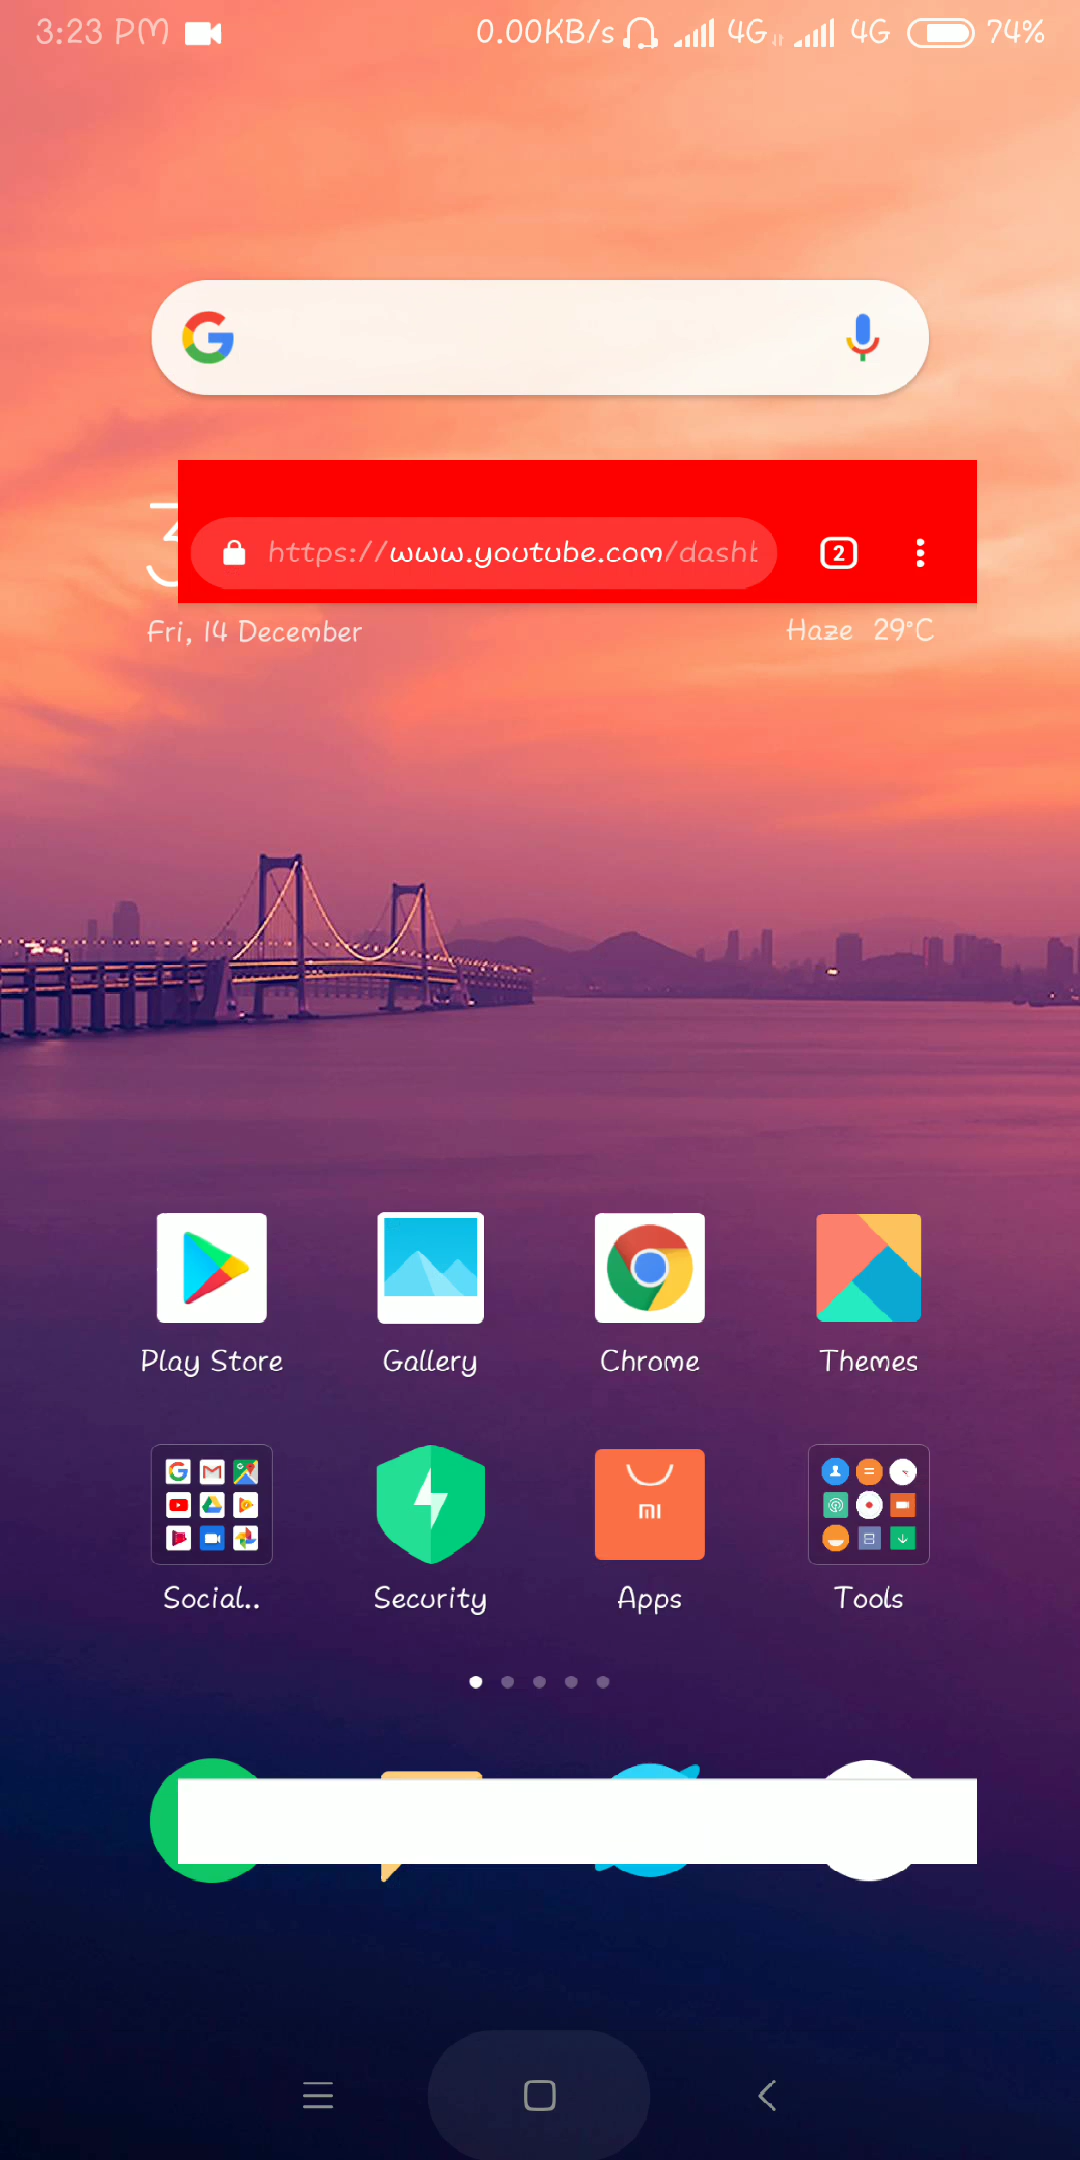 3:23 PM 0.00KB/s 4G 4G 74%
https://www.youtube.com/dasht 2
Fri, 14 December Haze 29°C
Play Store Gallery Chrome Themes
mi
Social.. Security Apps Tools